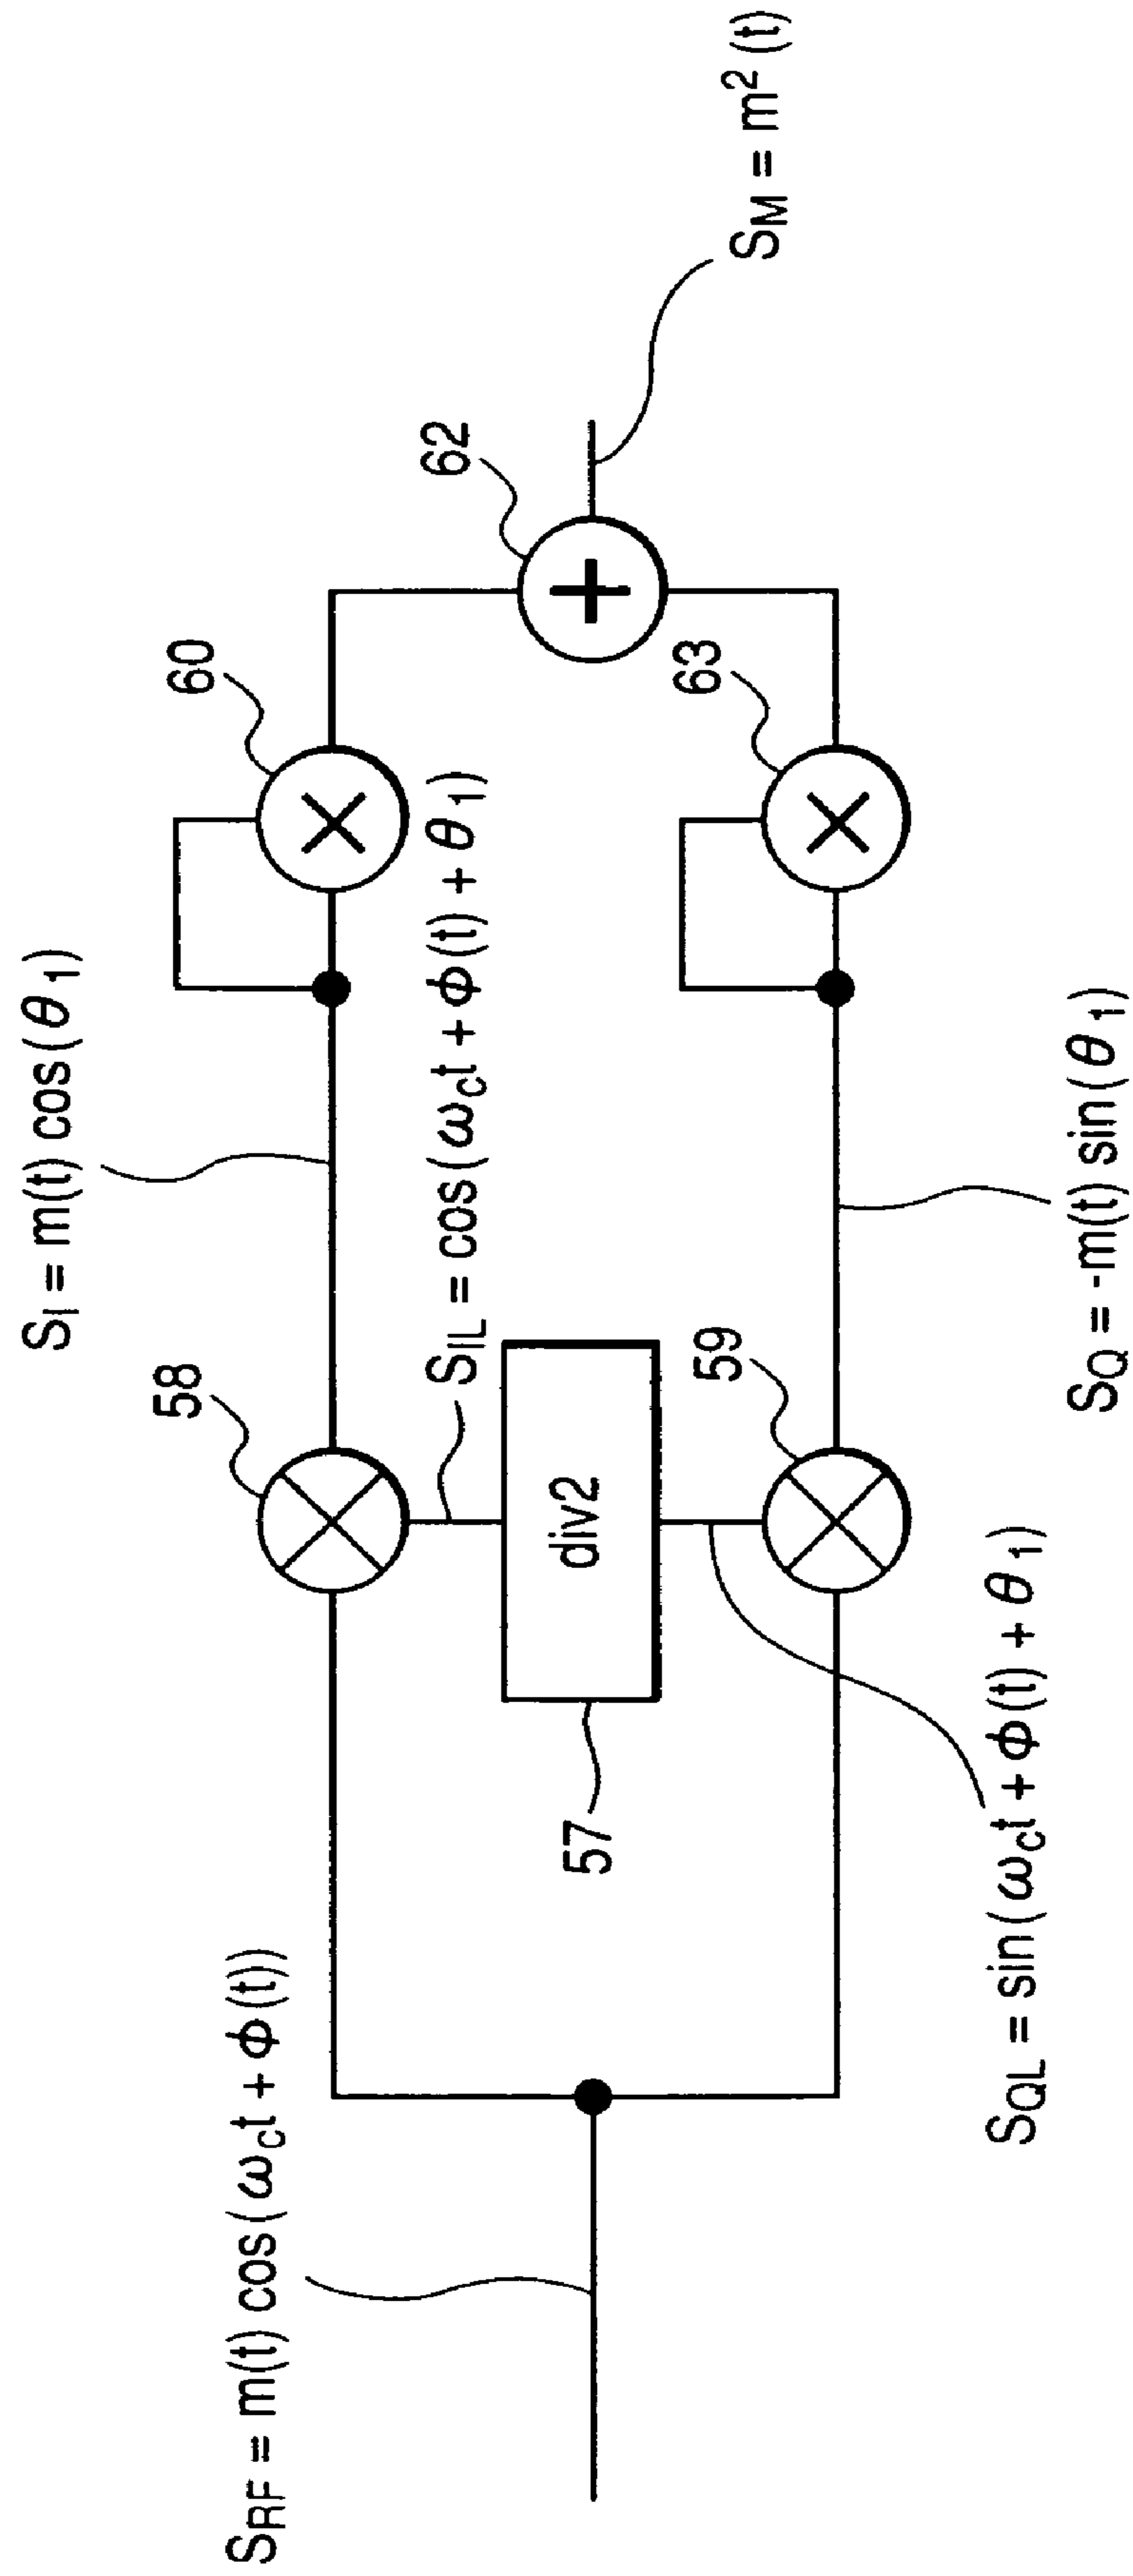 S_RF = m(t) cos(ω_ct + ϕ(t))
S_I = m(t) cos(θ_1)
58
60
S_IL = cos(ω_ct + ϕ(t) + θ_1)
62
S_M = m²(t)
57
div2
59
63
S_QL = sin(ω_ct + ϕ(t) + θ_1)
S_Q = -m(t) sin(θ_1)